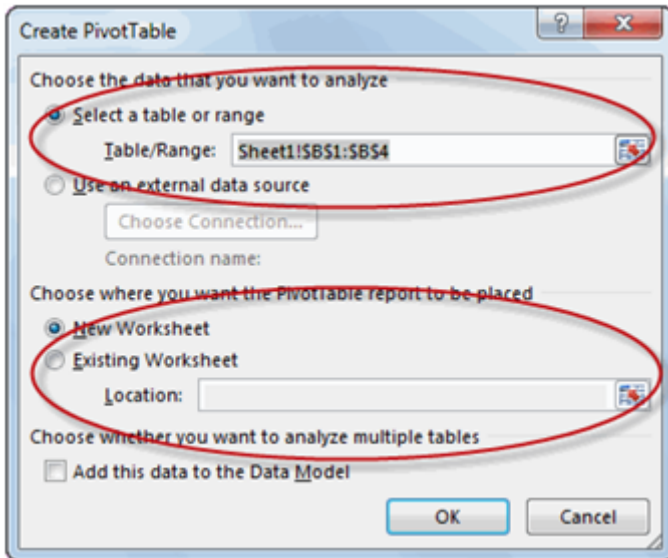 Create PivotTable
?
Choose the data that you want to analyze
Select a table or range
Table/Range: Sheet1!$B$1:$B$4
Use an external data source
Choose Connection...
Connection name:
Choose where you want the PivotTable report to be placed
New Worksheet
Existing Worksheet
Location:
Choose whether you want to analyze multiple tables
Add this data to the Data Model
OK Cancel